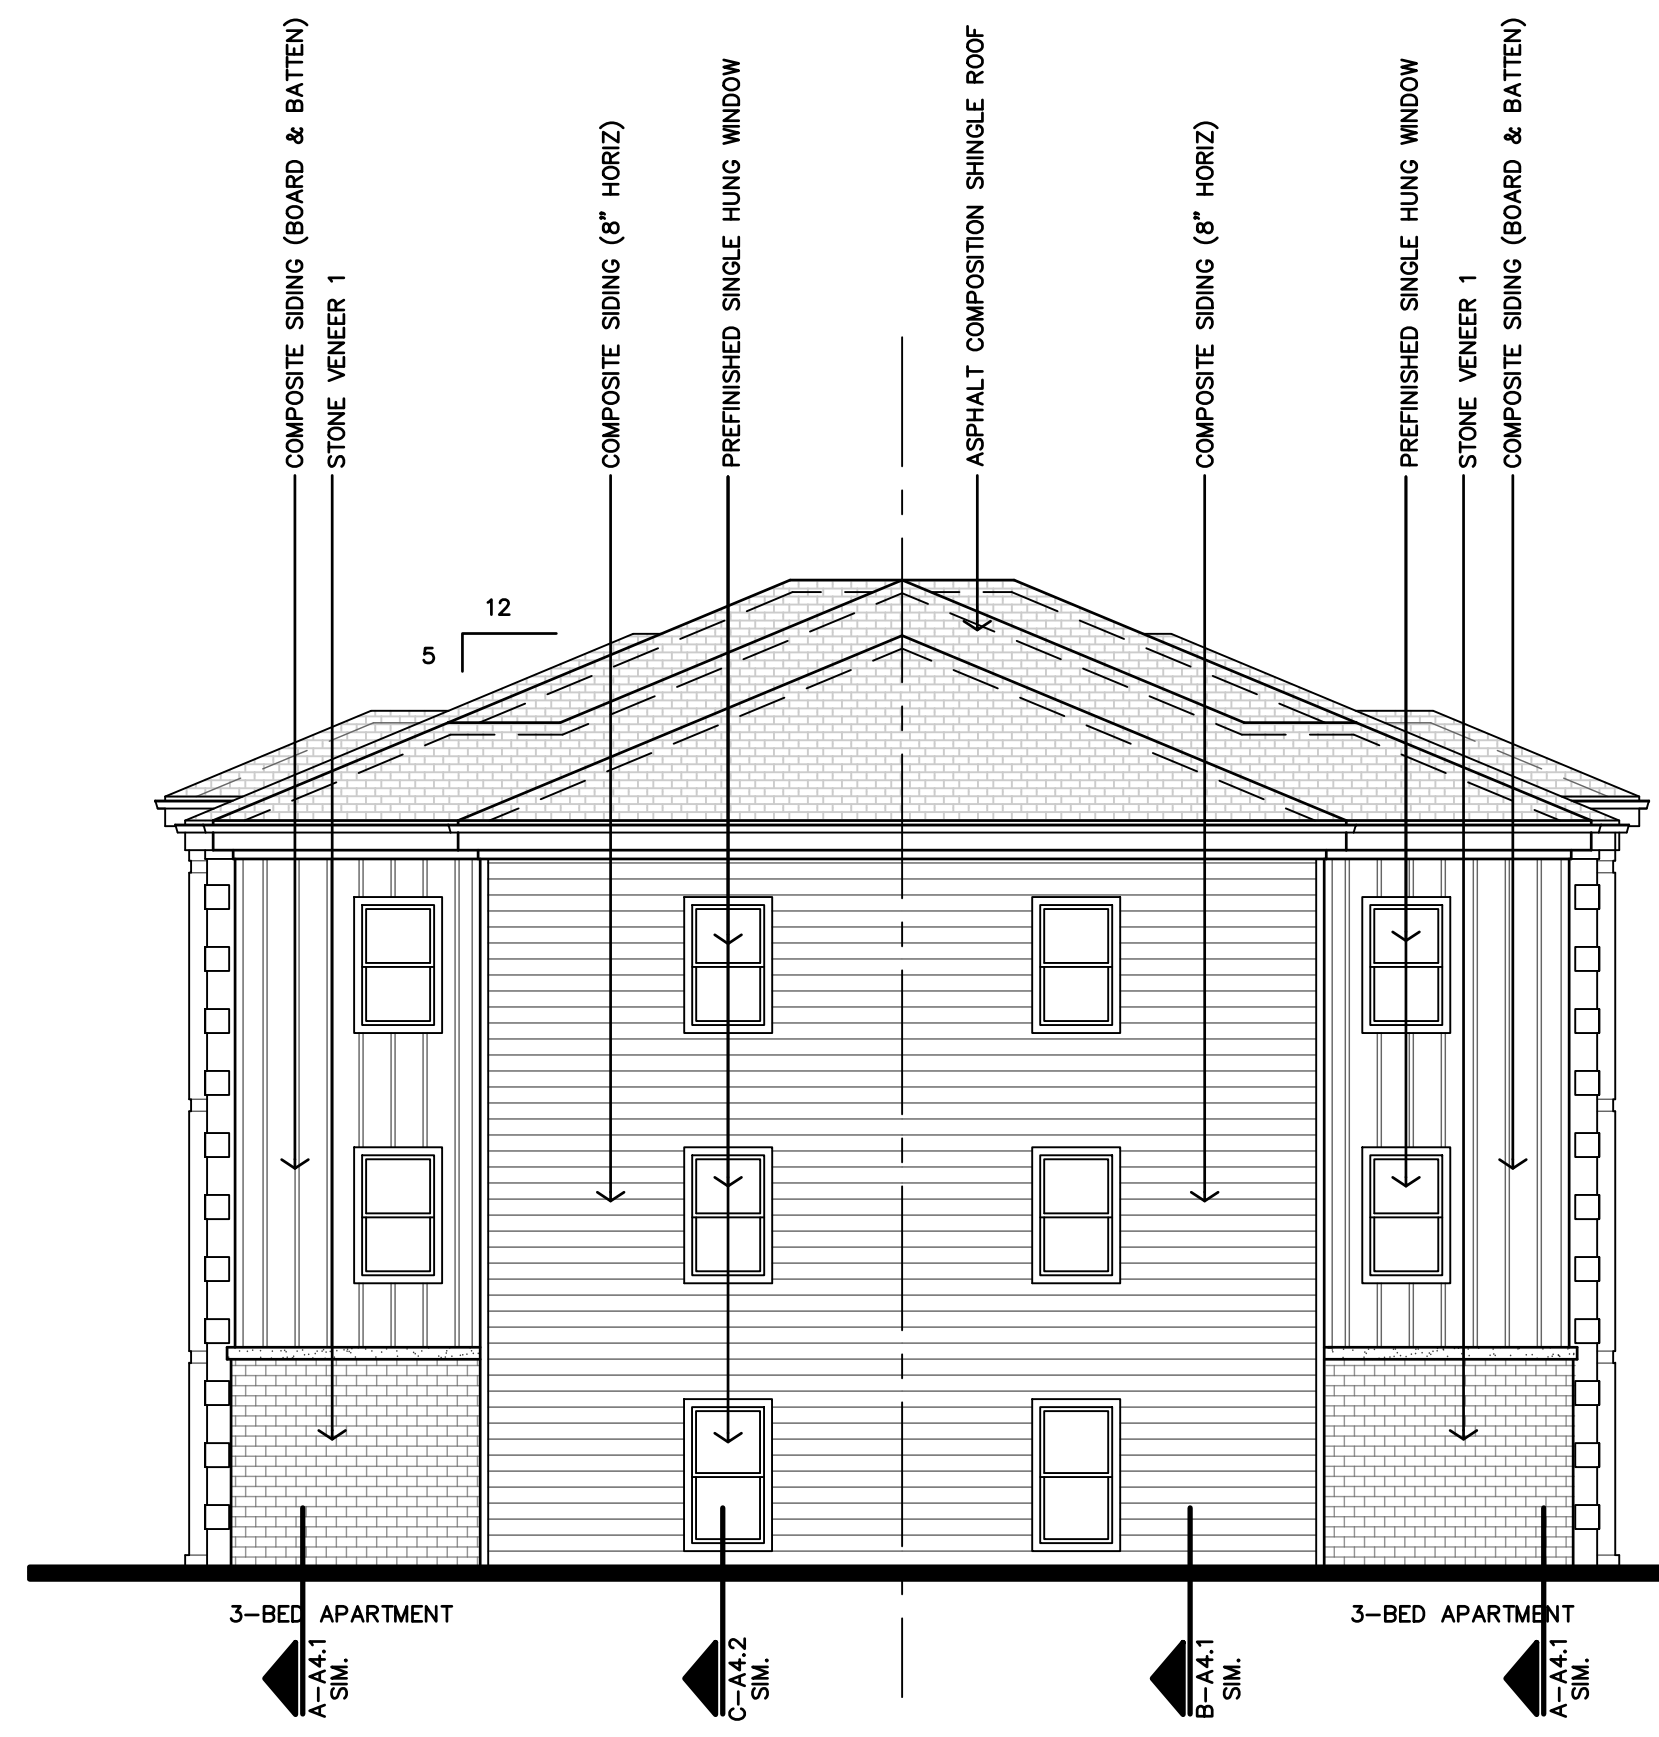 COMPOSITE SIDING (BOARD & BATTEN)
STONE VENEER 1
COMPOSITE SIDING (8" HORIZ)
PREFINISHED SINGLE HUNG WINDOW
ASPHALT COMPOSITION SHINGLE ROOF
COMPOSITE SIDING (8" HORIZ)
PREFINISHED SINGLE HUNG WINDOW
STONE VENEER 1
COMPOSITE SIDING (BOARD & BATTEN)
12
5
3-BED APARTMENT
3-BED APARTMENT
A-A4.1
SIM.
C-A4.2
SIM.
B-A4.1
SIM.
A-A4.1
SIM.